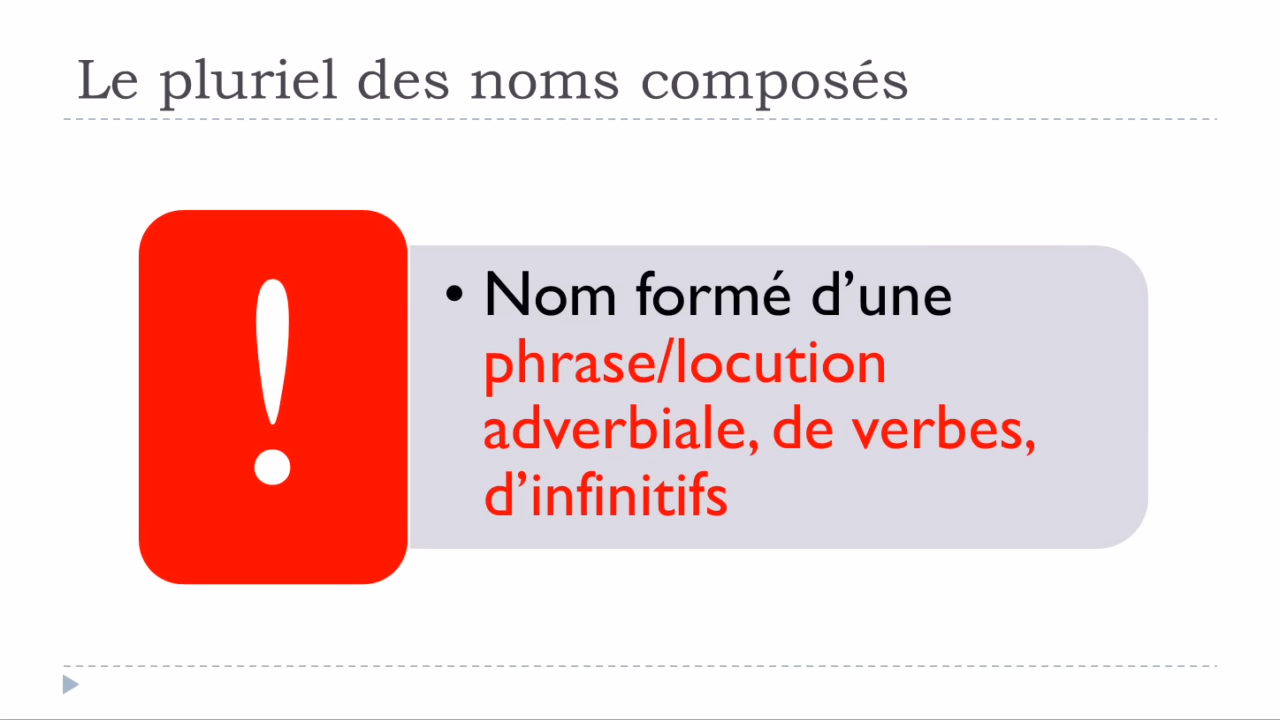 Le pluriel des noms composés
!
• Nom formé d’une
phrase/locution
adverbiale, de verbes,
d’infinitifs